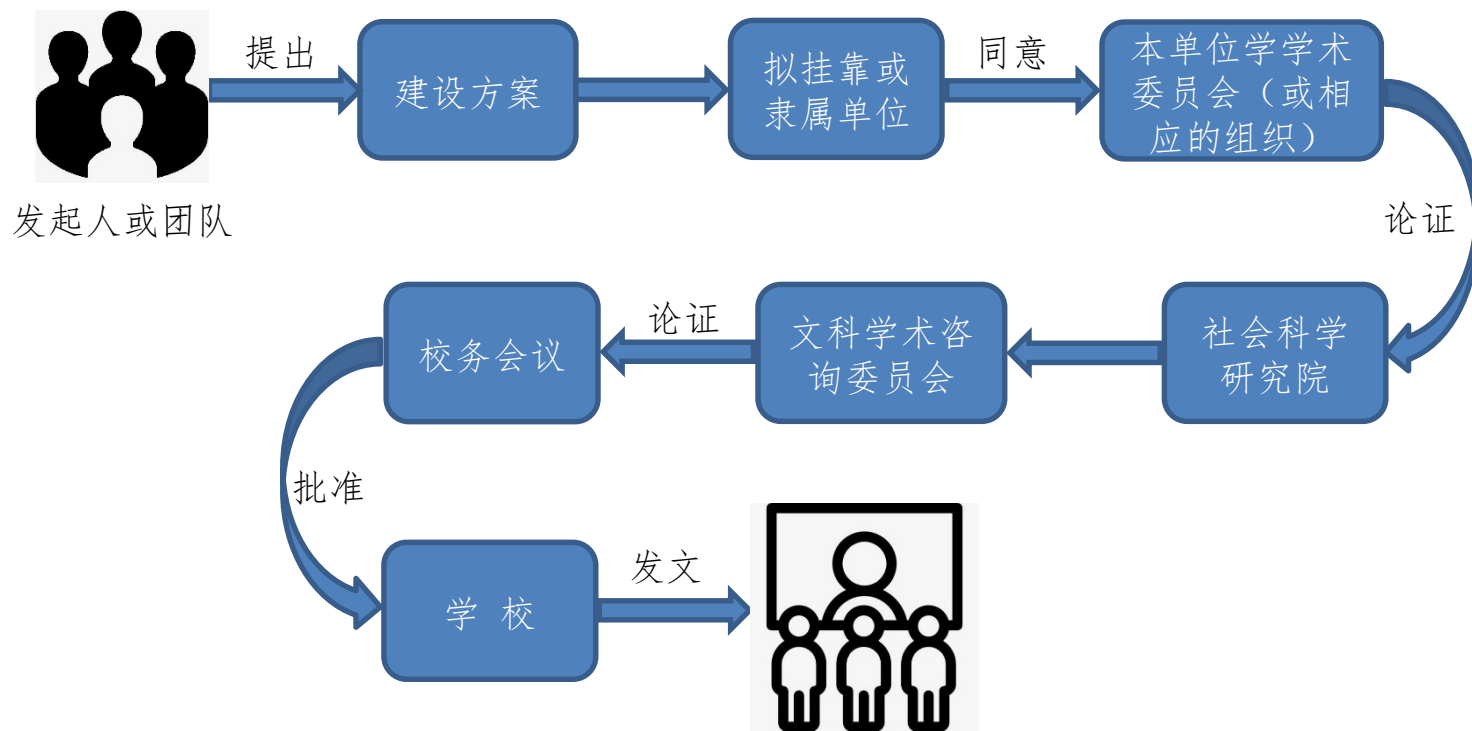 提出
建设方案
拟挂靠或
隶属单位
同意
本单位学学术
委员会（或相
应的组织）
发起人或团队
论证
社会科学
研究院
文科学术咨
询委员会
论证
校务会议
批准
学 校
发文